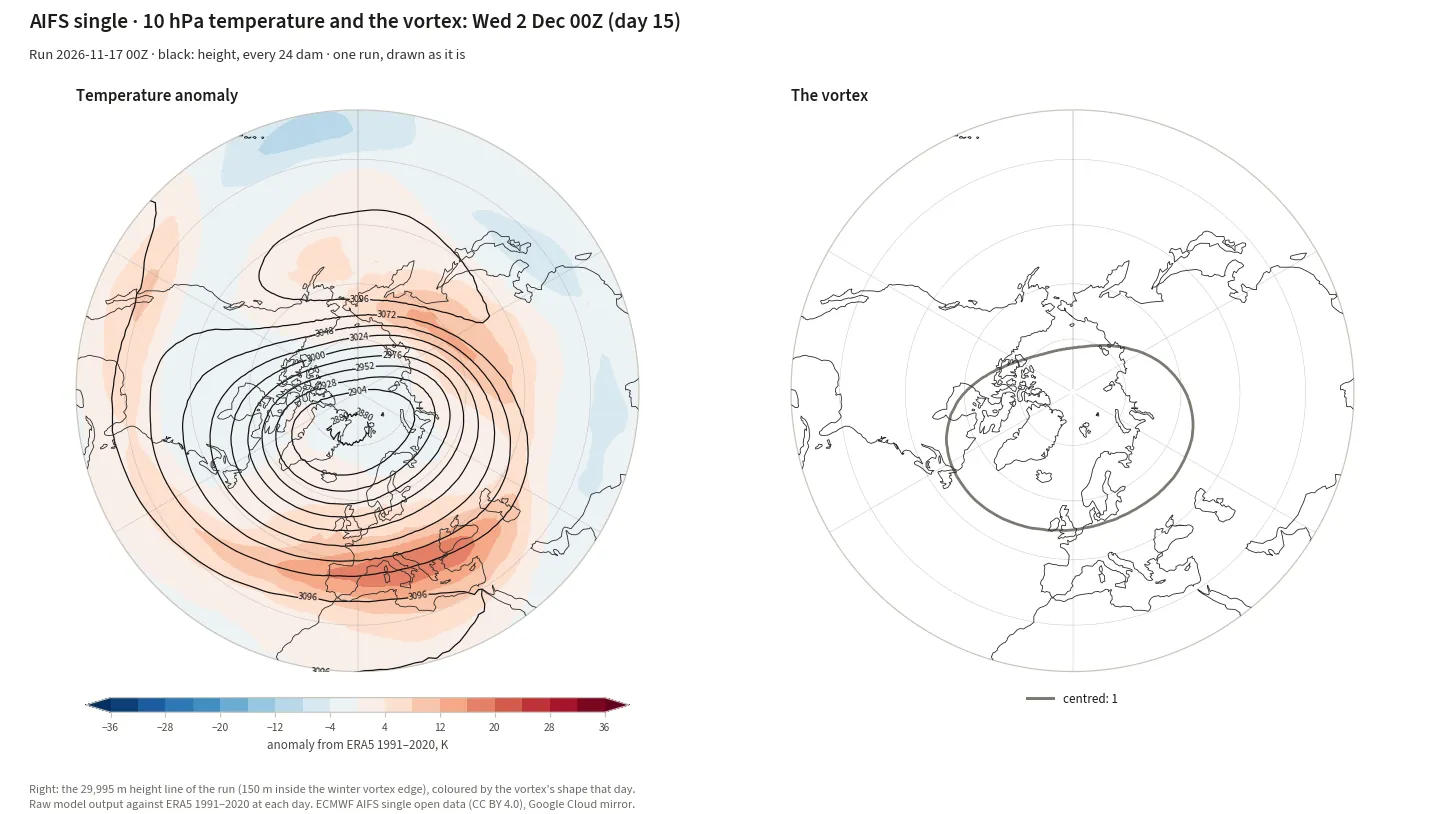 AIFS single · 10 hPa temperature and the vortex: Wed 2 Dec 00Z (day 15)
Run 2026-11-17 00Z · black: height, every 24 dam · one run, drawn as it is
Temperature anomaly
The vortex
3096
3072
3048
3024
3000
2976
2952
2928
2904
2880
2880
3096
3096
3096
−36 −28 −20 −12 −4 4 12 20 28 36
anomaly from ERA5 1991–2020, K
centred: 1
Right: the 29,995 m height line of the run (150 m inside the winter vortex edge), coloured by the vortex's shape that day.
Raw model output against ERA5 1991–2020 at each day. ECMWF AIFS single open data (CC BY 4.0), Google Cloud mirror.